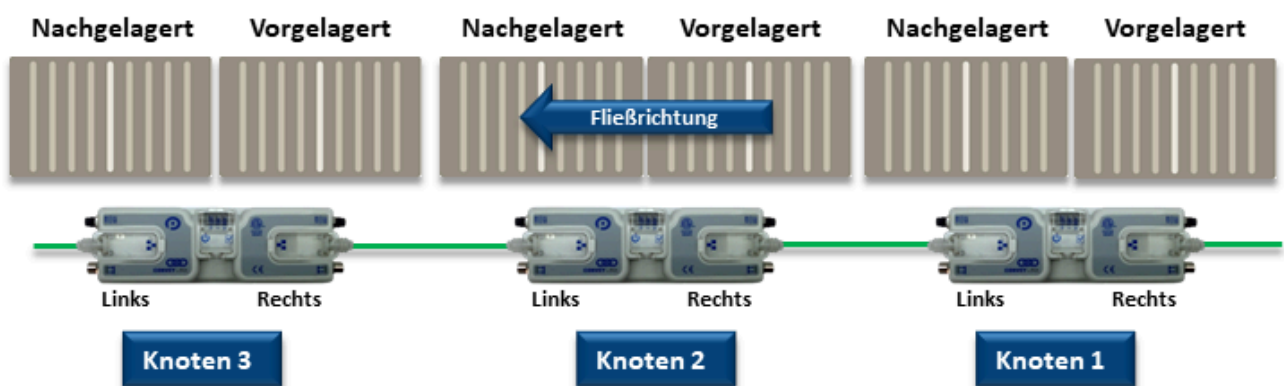 Nachgelagert Vorgelagert Nachgelagert Vorgelagert Nachgelagert Vorgelagert
Fließrichtung
Links Rechts Links Rechts Links Rechts
Knoten 3 Knoten 2 Knoten 1